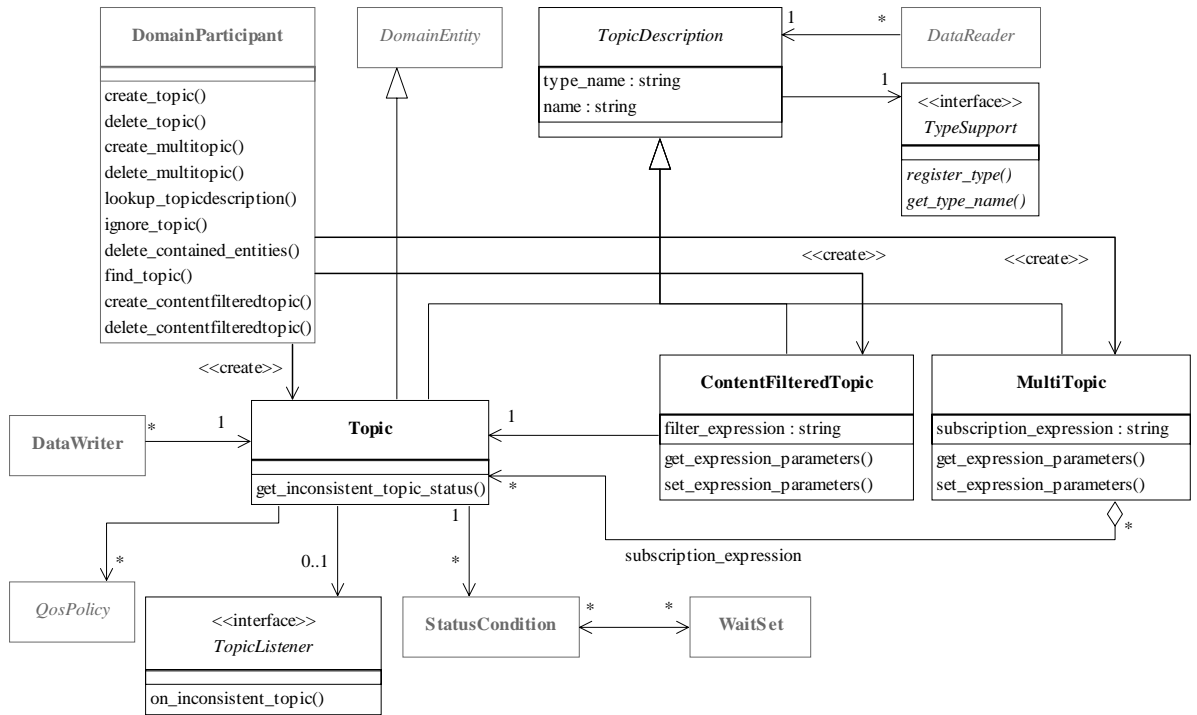 DomainParticipant
create_topic()
delete_topic()
create_multitopic()
delete_multitopic()
lookup_topicdescription()
ignore_topic()
delete_contained_entities()
find_topic()
create_contentfilteredtopic()
delete_contentfilteredtopic()
DomainEntity
TopicDescription
type_name : string
name : string
1
*
DataReader
1
<<interface>>
TypeSupport
register_type()
get_type_name()
<<create>>
<<create>>
<<create>>
ContentFilteredTopic
filter_expression : string
get_expression_parameters()
set_expression_parameters()
MultiTopic
subscription_expression : string
get_expression_parameters()
set_expression_parameters()
DataWriter
*
1
Topic
get_inconsistent_topic_status()
1
*
*
subscription_expression
*
QosPolicy
0..1
<<interface>>
TopicListener
on_inconsistent_topic()
1
*
StatusCondition
*
*
WaitSet